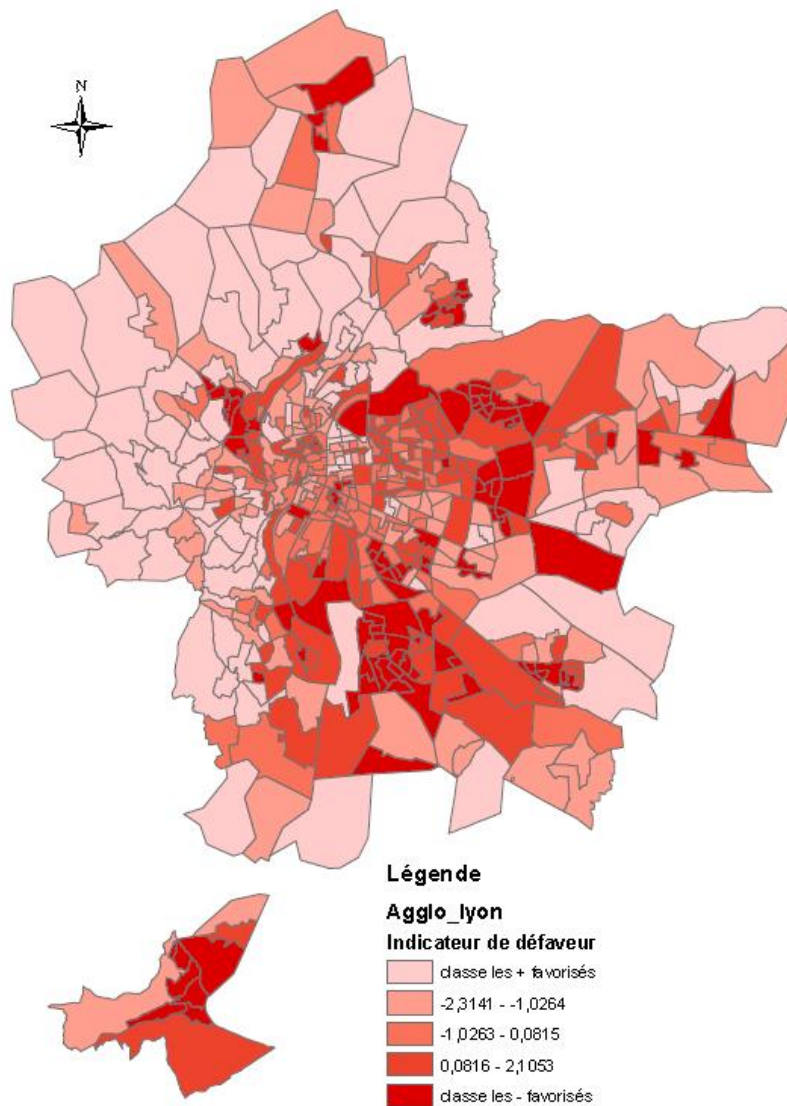 N
Légende
Agglo_lyon
Indicateur de défaveur
classe les + favorisés
-2,3141 - -1,0264
-1,0263 - 0,0815
0,0816 - 2,1053
classe les - favorisés